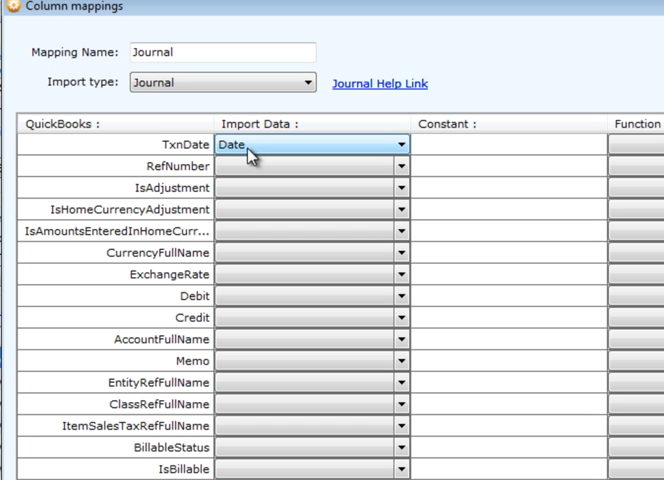 Column mappings
Mapping Name: Journal
Import type: Journal Journal Help Link
QuickBooks : Import Data : Constant : Function
TxnDate Date
RefNumber
IsAdjustment
IsHomeCurrencyAdjustment
IsAmountsEnteredInHomeCurr...
CurrencyFullName
ExchangeRate
Debit
Credit
AccountFullName
Memo
EntityRefFullName
ClassRefFullName
ItemSalesTaxRefFullName
BillableStatus
IsBillable